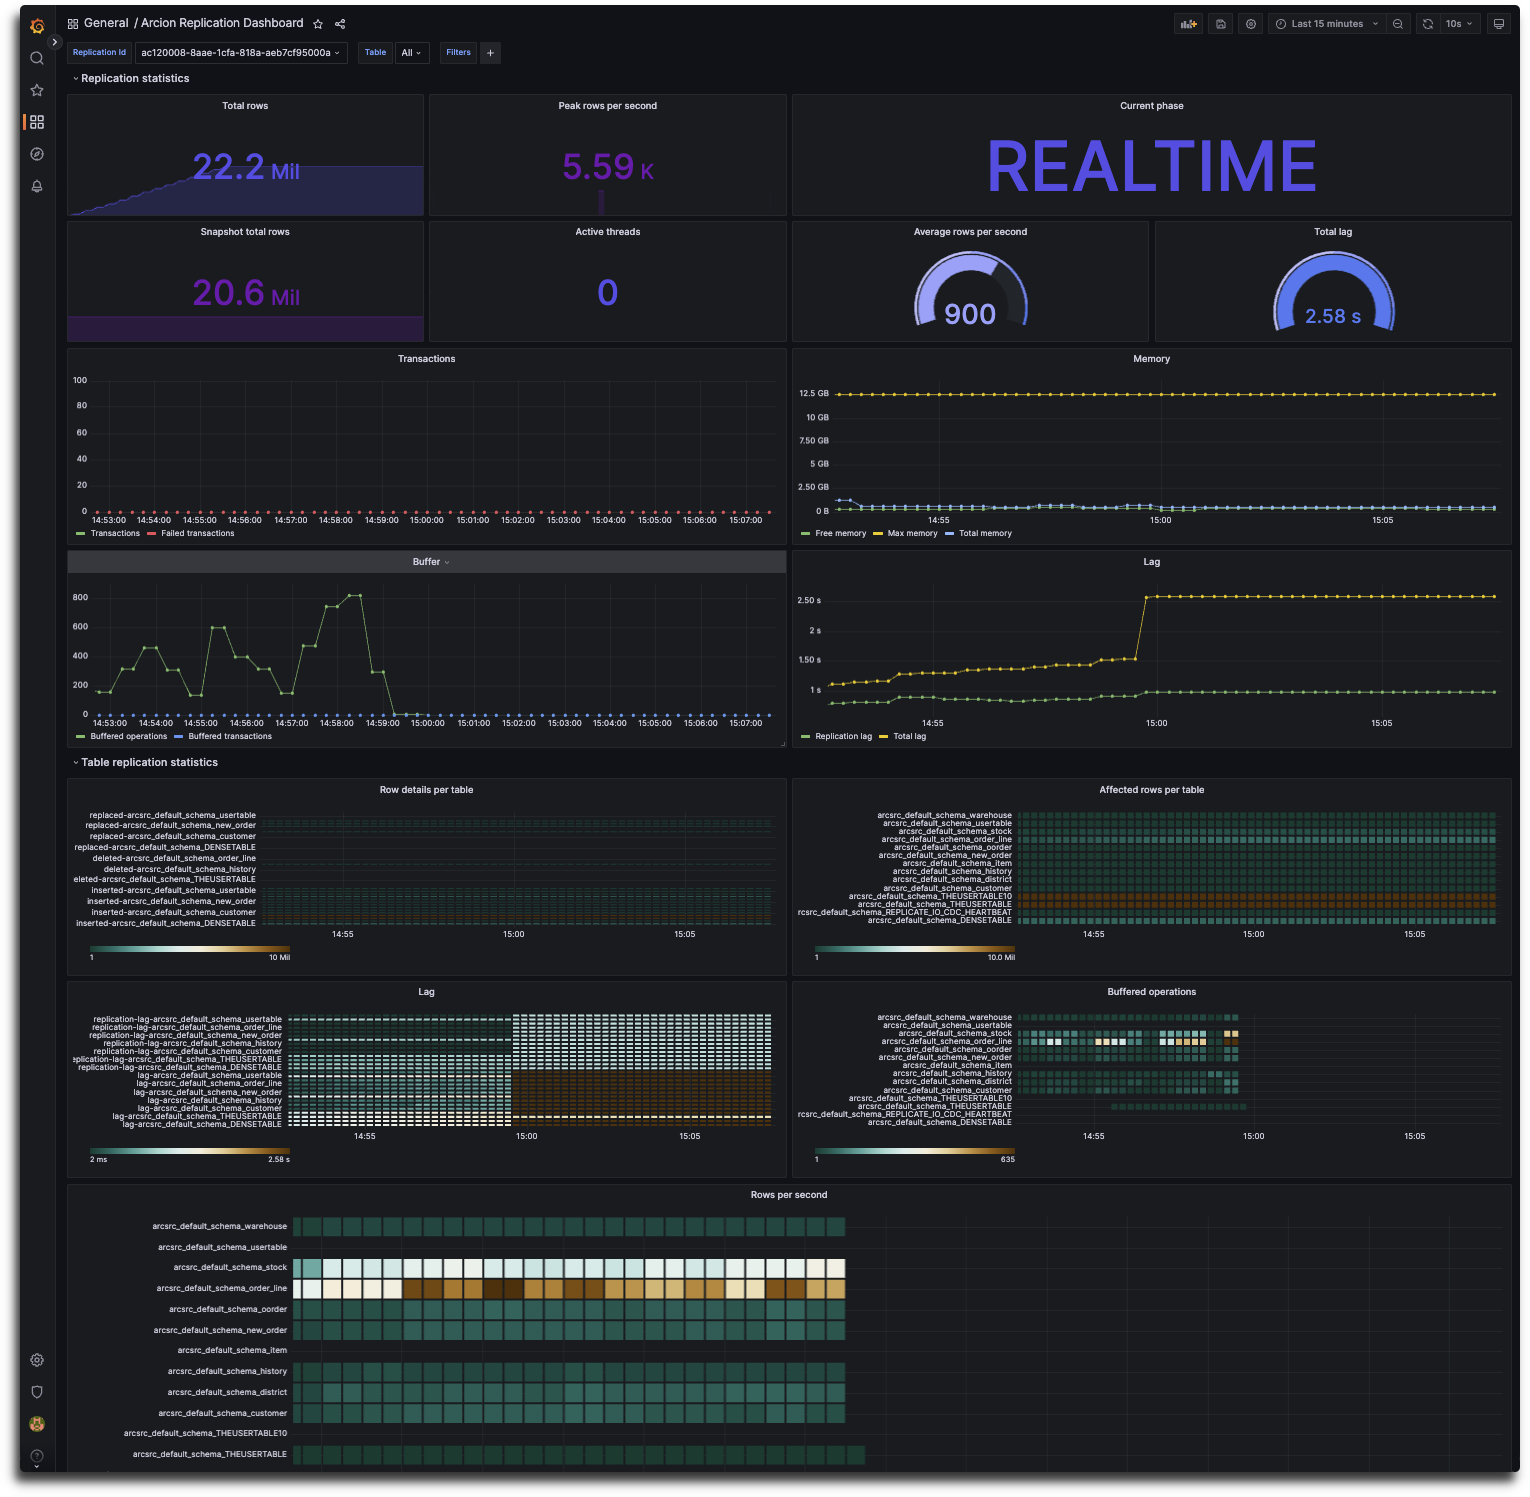 General / Arcion Replication Dashboard
Last 15 minutes
10s
Replication Id ac120008-8aae-1cfa-818a-aeb7cf95000a Table All Filters +
Replication statistics
Total rows
22.2 Mil
Peak rows per second
5.59 K
Current phase
REALTIME
Snapshot total rows
20.6 Mil
Active threads
0
Average rows per second
900
Total lag
2.58 s
Transactions
100
80
60
40
20
0
14:53:00 14:54:00 14:55:00 14:56:00 14:57:00 14:58:00 14:59:00 15:00:00 15:01:00 15:02:00 15:03:00 15:04:00 15:05:00 15:06:00 15:07:00
Transactions Failed transactions
Memory
12.5 GB
10 GB
7.50 GB
5 GB
2.50 GB
0 B
14:55 15:00 15:05
Free memory Max memory Total memory
Buffer
800
600
400
200
0
14:53:00 14:54:00 14:55:00 14:56:00 14:57:00 14:58:00 14:59:00 15:00:00 15:01:00 15:02:00 15:03:00 15:04:00 15:05:00 15:06:00 15:07:00
Buffered operations Buffered transactions
Lag
2.50 s
2 s
1.50 s
1 s
14:55 15:00 15:05
Replication lag Total lag
Table replication statistics
Row details per table
replaced-arcsrc_default_schema_usertable
replaced-arcsrc_default_schema_new_order
replaced-arcsrc_default_schema_customer
replaced-arcsrc_default_schema_DENSETABLE
deleted-arcsrc_default_schema_order_line
deleted-arcsrc_default_schema_history
eleted-arcsrc_default_schema_THEUSERTABLE
inserted-arcsrc_default_schema_usertable
inserted-arcsrc_default_schema_new_order
inserted-arcsrc_default_schema_customer
inserted-arcsrc_default_schema_DENSETABLE
14:55 15:00 15:05
1 10 Mil
Affected rows per table
arcsrc_default_schema_warehouse
arcsrc_default_schema_usertable
arcsrc_default_schema_stock
arcsrc_default_schema_order_line
arcsrc_default_schema_oorder
arcsrc_default_schema_new_order
arcsrc_default_schema_item
arcsrc_default_schema_history
arcsrc_default_schema_district
arcsrc_default_schema_customer
arcsrc_default_schema_THEUSERTABLE10
arcsrc_default_schema_THEUSERTABLE
rcsrc_default_schema_REPLICATE_IO_CDC_HEARTBEAT
arcsrc_default_schema_DENSETABLE
14:55 15:00 15:05
1 10.0 Mil
Lag
replication-lag-arcsrc_default_schema_usertable
replication-lag-arcsrc_default_schema_order_line
replication-lag-arcsrc_default_schema_new_order
replication-lag-arcsrc_default_schema_history
replication-lag-arcsrc_default_schema_customer
eplication-lag-arcsrc_default_schema_THEUSERTABLE
replication-lag-arcsrc_default_schema_DENSETABLE
lag-arcsrc_default_schema_usertable
lag-arcsrc_default_schema_order_line
lag-arcsrc_default_schema_new_order
lag-arcsrc_default_schema_history
lag-arcsrc_default_schema_customer
lag-arcsrc_default_schema_THEUSERTABLE
lag-arcsrc_default_schema_DENSETABLE
14:55 15:00 15:05
2 ms 2.58 s
Buffered operations
arcsrc_default_schema_warehouse
arcsrc_default_schema_usertable
arcsrc_default_schema_stock
arcsrc_default_schema_order_line
arcsrc_default_schema_oorder
arcsrc_default_schema_new_order
arcsrc_default_schema_item
arcsrc_default_schema_history
arcsrc_default_schema_district
arcsrc_default_schema_customer
arcsrc_default_schema_THEUSERTABLE10
arcsrc_default_schema_THEUSERTABLE
rcsrc_default_schema_REPLICATE_IO_CDC_HEARTBEAT
arcsrc_default_schema_DENSETABLE
14:55 15:00 15:05
1 635
Rows per second
arcsrc_default_schema_warehouse
arcsrc_default_schema_usertable
arcsrc_default_schema_stock
arcsrc_default_schema_order_line
arcsrc_default_schema_oorder
arcsrc_default_schema_new_order
arcsrc_default_schema_item
arcsrc_default_schema_history
arcsrc_default_schema_district
arcsrc_default_schema_customer
arcsrc_default_schema_THEUSERTABLE10
arcsrc_default_schema_THEUSERTABLE